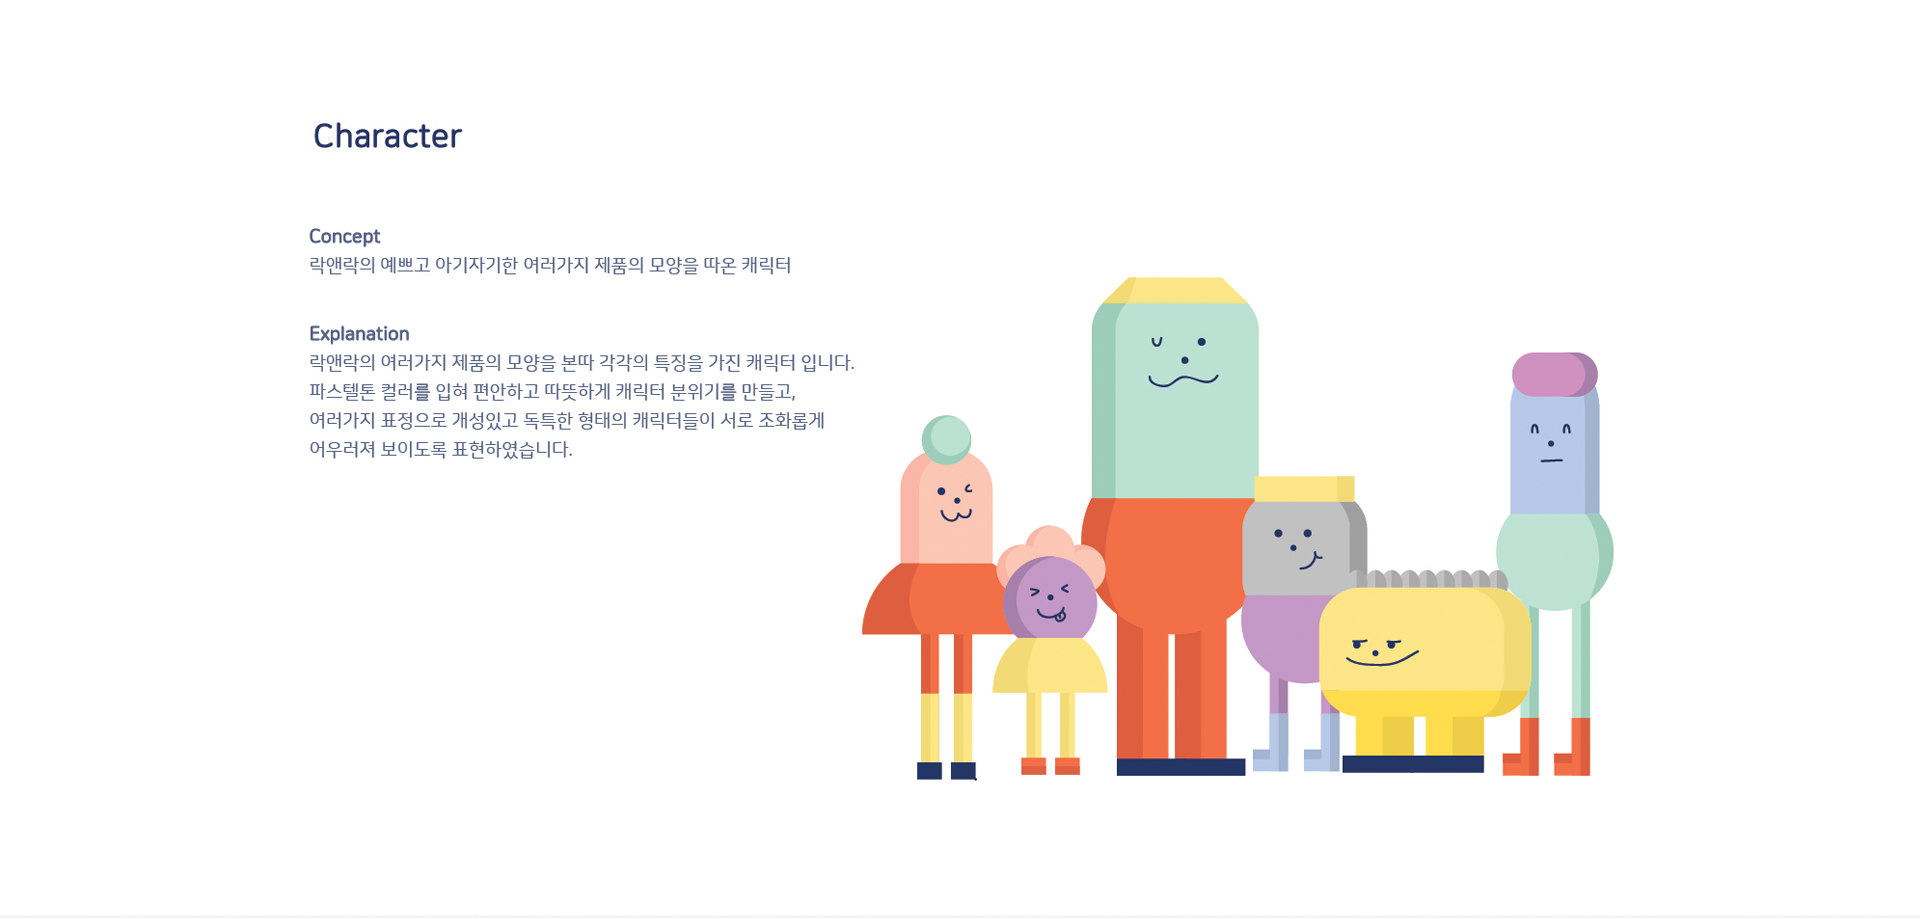 Character
Concept
락앤락의 예쁘고 아기자기한 여러가지 제품의 모양을 따온 캐릭터
Explanation
락앤락의 여러가지 제품의 모양을 본따 각각의 특징을 가진 캐릭터 입니다.
파스텔톤 컬러를 입혀 편안하고 따뜻하게 캐릭터 분위기를 만들고,
여러가지 표정으로 개성있고 독특한 형태의 캐릭터들이 서로 조화롭게
어우러져 보이도록 표현하였습니다.